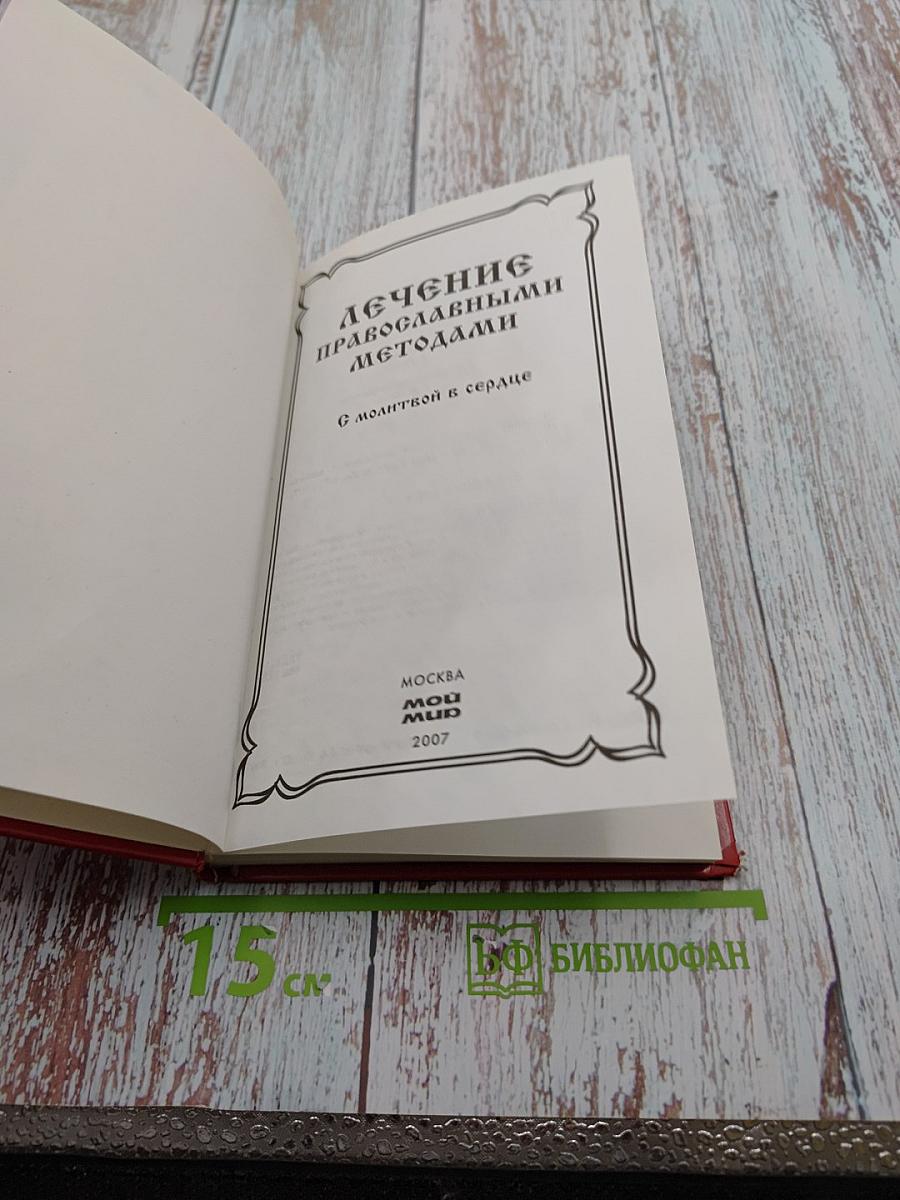 ЛЕЧЕНИЕ
ПРАВОСЛАВНЫМИ
МЕТОДАМИ
С молитвой в сердце
МОСКВА
МОЙ
МИР
2007
15 см
БФ БИБЛИОФАН